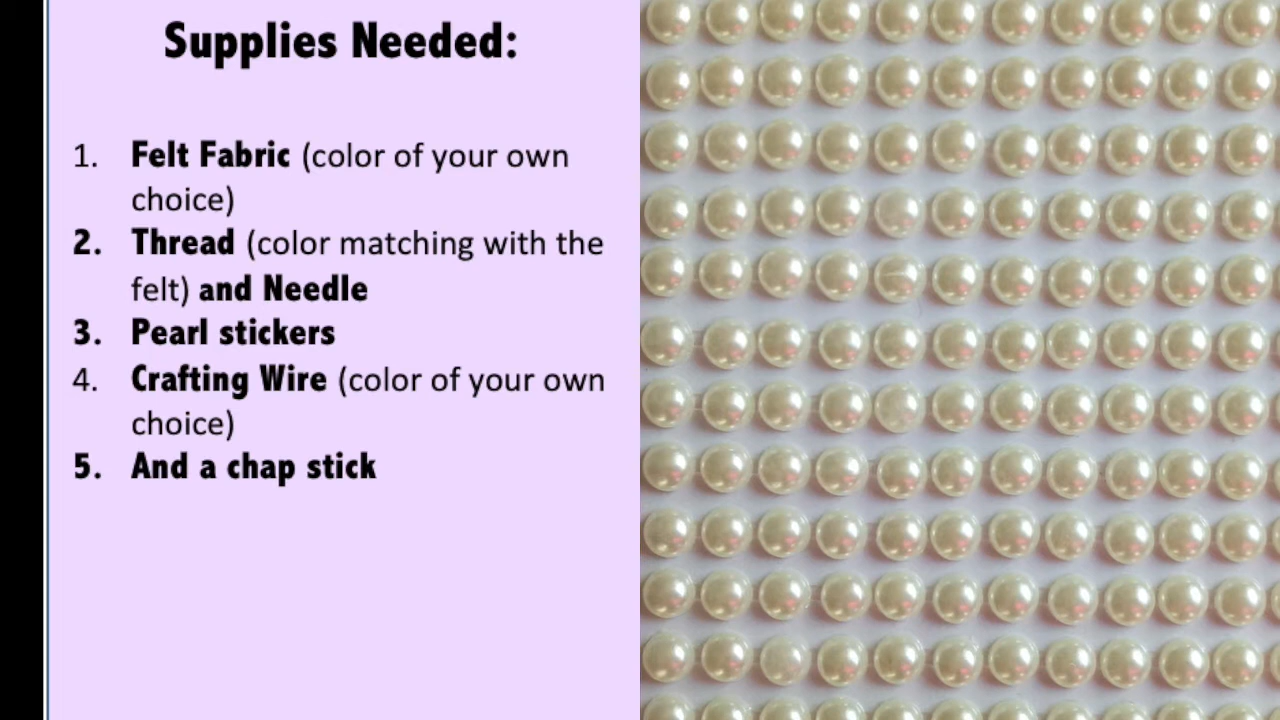 Supplies Needed:
1. Felt Fabric (color of your own
choice)
2. Thread (color matching with the
felt) and Needle
3. Pearl stickers
4. Crafting Wire (color of your own
choice)
5. And a chap stick